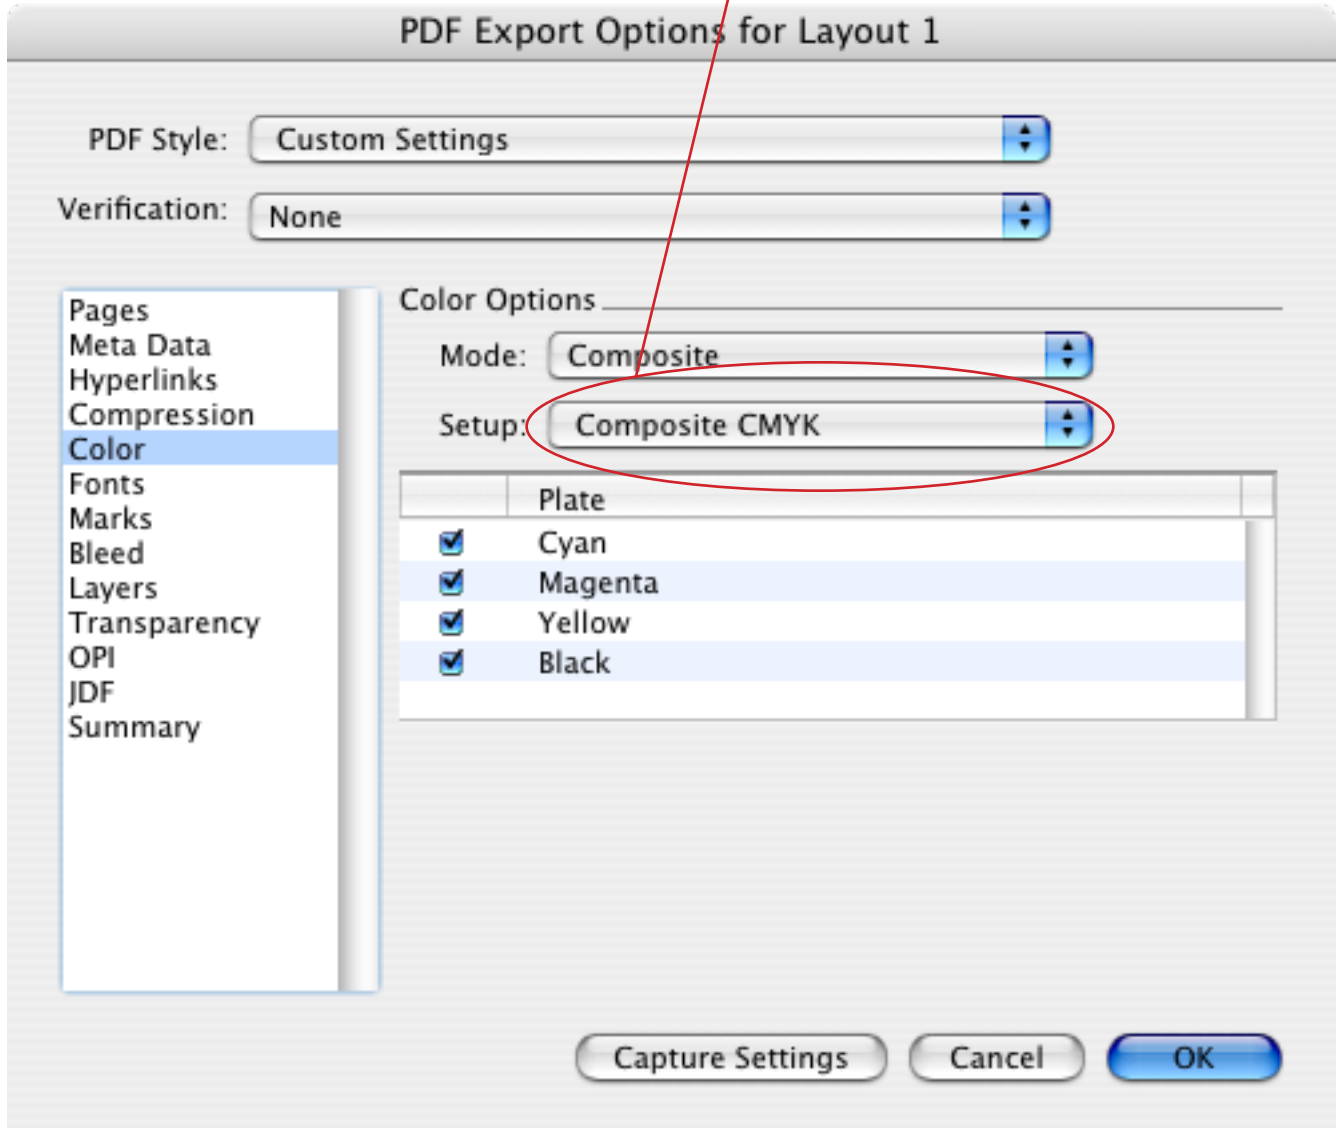 PDF Export Options for Layout 1
PDF Style: Custom Settings
Verification: None
Pages
Meta Data
Hyperlinks
Compression
Color
Fonts
Marks
Bleed
Layers
Transparency
OPI
JDF
Summary
Color Options
Mode: Composite
Setup: Composite CMYK
Plate
Cyan
Magenta
Yellow
Black
Capture Settings Cancel OK